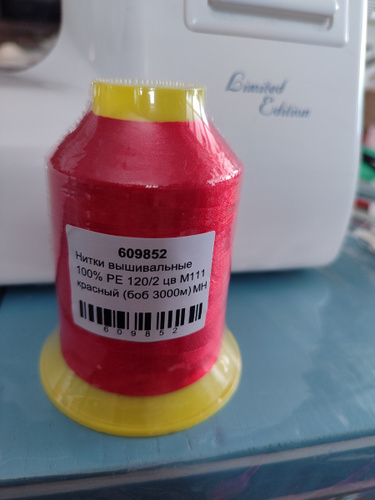 Limited
Edition
609852
Нитки вышивальные
100% PE 120/2 цв М111
красный (боб 3000м) МН
609852